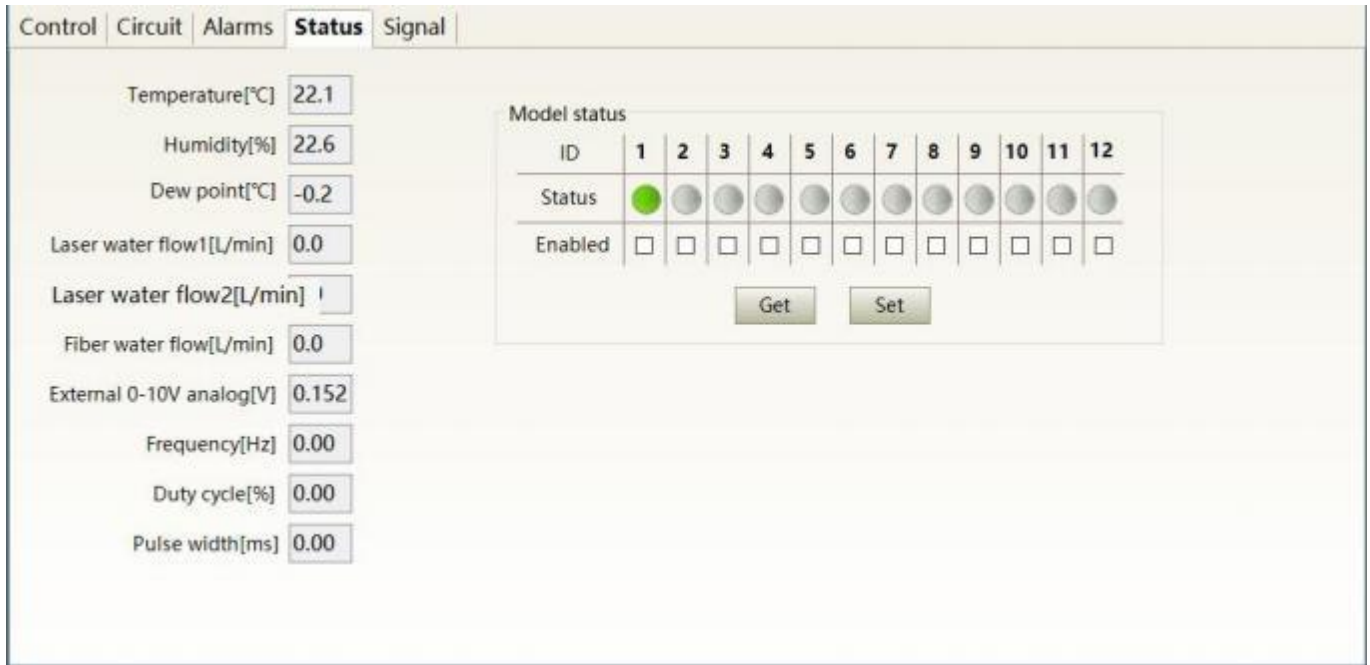 Control Circuit Alarms Status Signal
Temperature[℃] 22.1
Humidity[%] 22.6
Dew point[℃] -0.2
Laser water flow1[L/min] 0.0
Laser water flow2[L/min]
Fiber water flow[L/min] 0.0
External 0-10V analog[V] 0.152
Frequency[Hz] 0.00
Duty cycle[%] 0.00
Pulse width[ms] 0.00
Model status
ID 1 2 3 4 5 6 7 8 9 10 11 12
Status
Enabled
Get Set